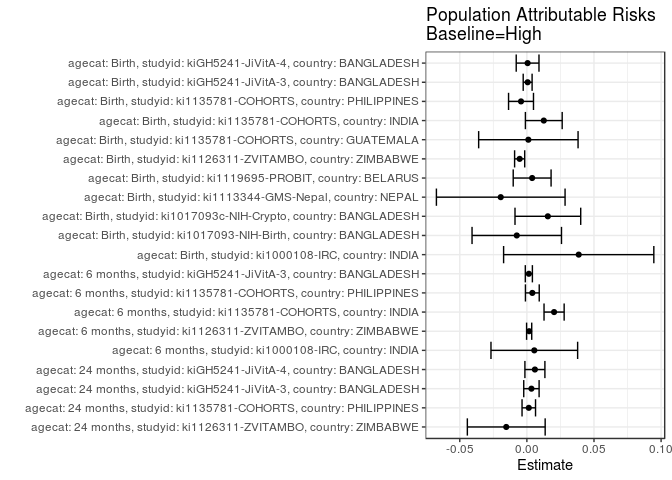 Population Attributable Risks
Baseline=High
agecat: Birth, studyid: kiGH5241-JiVitA-4, country: BANGLADESH
agecat: Birth, studyid: kiGH5241-JiVitA-3, country: BANGLADESH
agecat: Birth, studyid: ki1135781-COHORTS, country: PHILIPPINES
agecat: Birth, studyid: ki1135781-COHORTS, country: INDIA
agecat: Birth, studyid: ki1135781-COHORTS, country: GUATEMALA
agecat: Birth, studyid: ki1126311-ZVITAMBO, country: ZIMBABWE
agecat: Birth, studyid: ki1119695-PROBIT, country: BELARUS
agecat: Birth, studyid: ki1113344-GMS-Nepal, country: NEPAL
agecat: Birth, studyid: ki1017093c-NIH-Crypto, country: BANGLADESH
agecat: Birth, studyid: ki1017093-NIH-Birth, country: BANGLADESH
agecat: Birth, studyid: ki1000108-IRC, country: INDIA
agecat: 6 months, studyid: kiGH5241-JiVitA-3, country: BANGLADESH
agecat: 6 months, studyid: ki1135781-COHORTS, country: PHILIPPINES
agecat: 6 months, studyid: ki1135781-COHORTS, country: INDIA
agecat: 6 months, studyid: ki1126311-ZVITAMBO, country: ZIMBABWE
agecat: 6 months, studyid: ki1000108-IRC, country: INDIA
agecat: 24 months, studyid: kiGH5241-JiVitA-4, country: BANGLADESH
agecat: 24 months, studyid: kiGH5241-JiVitA-3, country: BANGLADESH
agecat: 24 months, studyid: ki1135781-COHORTS, country: PHILIPPINES
agecat: 24 months, studyid: ki1126311-ZVITAMBO, country: ZIMBABWE
-0.05 0.00 0.05 0.10
Estimate